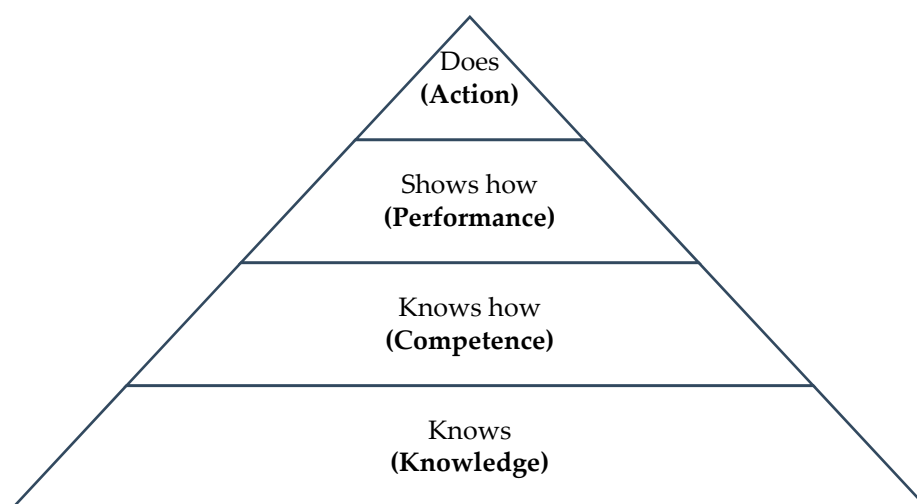 Does
(Action)
Shows how
(Performance)
Knows how
(Competence)
Knows
(Knowledge)